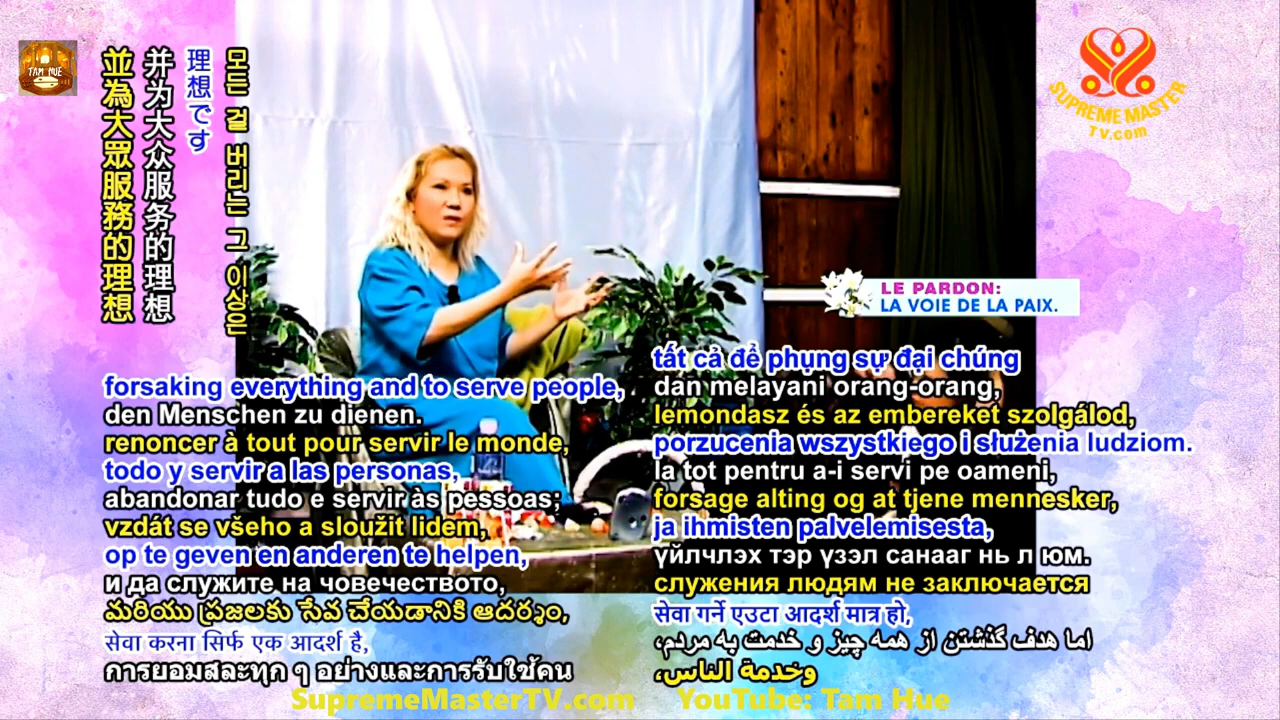 TAM HUE
並為大眾服務的理想
并为大众服务的理想
理想です
모든 걸 버리는 그 이상은
SUPREME MASTER
TV.com
LE PARDON:
LA VOIE DE LA PAIX.
forsaking everything and to serve people,
den Menschen zu dienen.
renoncer à tout pour servir le monde,
todo y servir a las personas,
abandonar tudo e servir às pessoas;
vzdát se všeho a sloužit lidem,
op te geven en anderen te helpen,
и да служите на човечеството,
మరియు ప్రజలకు సేవ చేయడానికి ఆదర్శం,
सेवा करना सिर्फ एक आदर्श है,
การยอมสละทุก ๆ อย่างและการรับใช้คน
tất cả để phụng sự đại chúng
dan melayani orang-orang,
lemondasz és az embereket szolgálod,
porzucenia wszystkiego i służenia ludziom.
la tot pentru a-i servi pe oameni,
forsage alting og at tjene mennesker,
ja ihmisten palvelemisesta,
үйлчлэх тэр үзэл санааг нь л юм.
служения людям не заключается
सेवा गर्ने एउटा आदर्श मात्र हो,
اما هدف گذشتن از همه چیز و خدمت به مردم،
وخدمة الناس،
SupremeMasterTV.com YouTube: Tam Hue